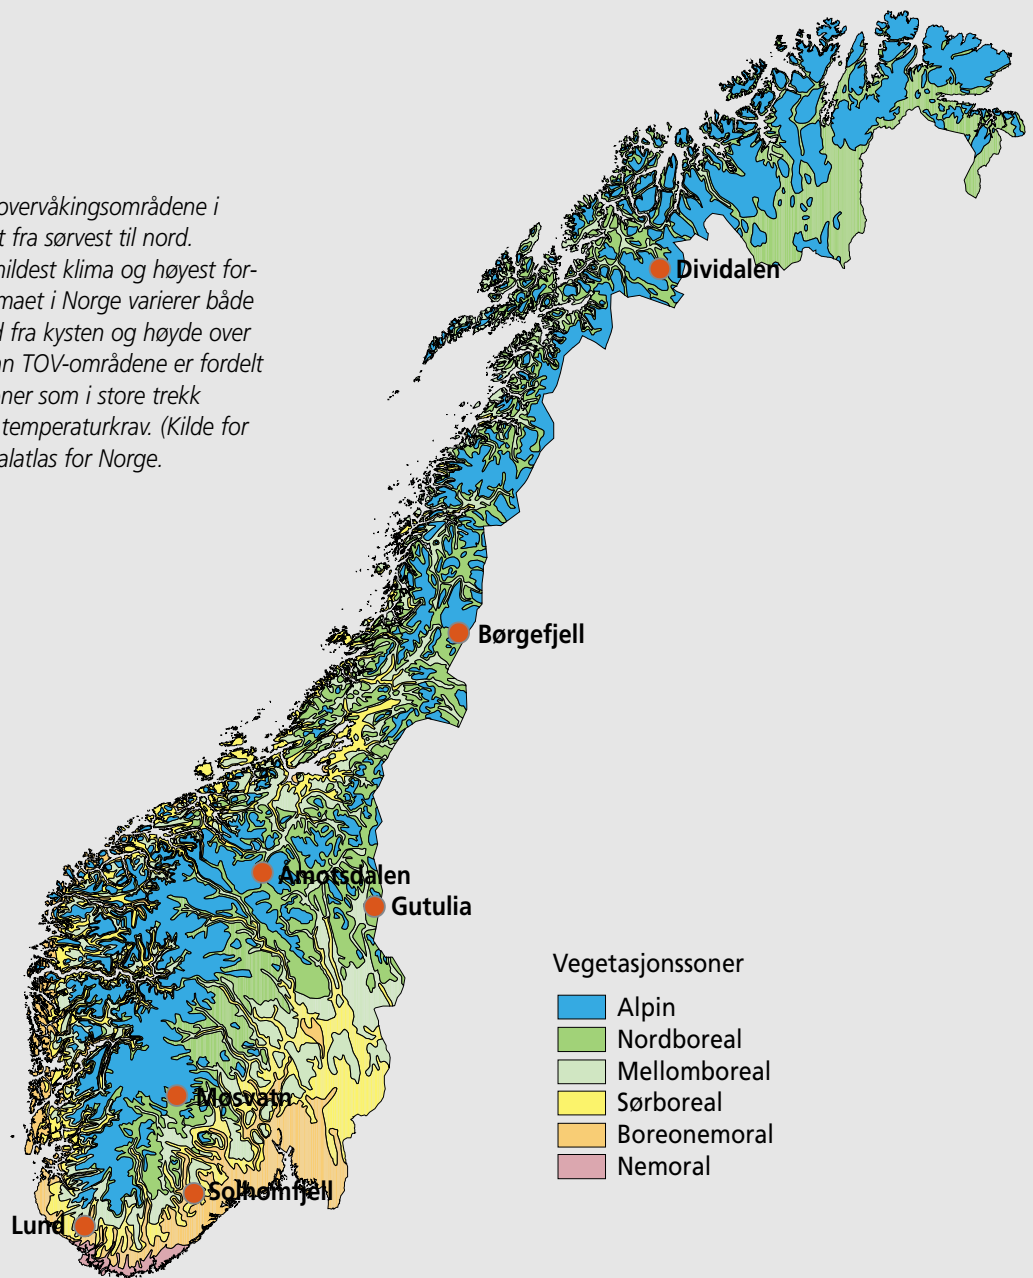 overvåkingsområdene i
t fra sørvest til nord.
mildest klima og høyest for-
maet i Norge varierer både
d fra kysten og høyde over
an TOV-områdene er fordelt
ner som i store trekk
temperaturkrav. (Kilde for
alatlas for Norge.
Dividalen
Børgefjell
Åmotsdalen
Gutulia
Møsvatn
Solhomfjell
Lund
Vegetasjonssoner
Alpin
Nordboreal
Mellomboreal
Sørboreal
Boreonemoral
Nemoral